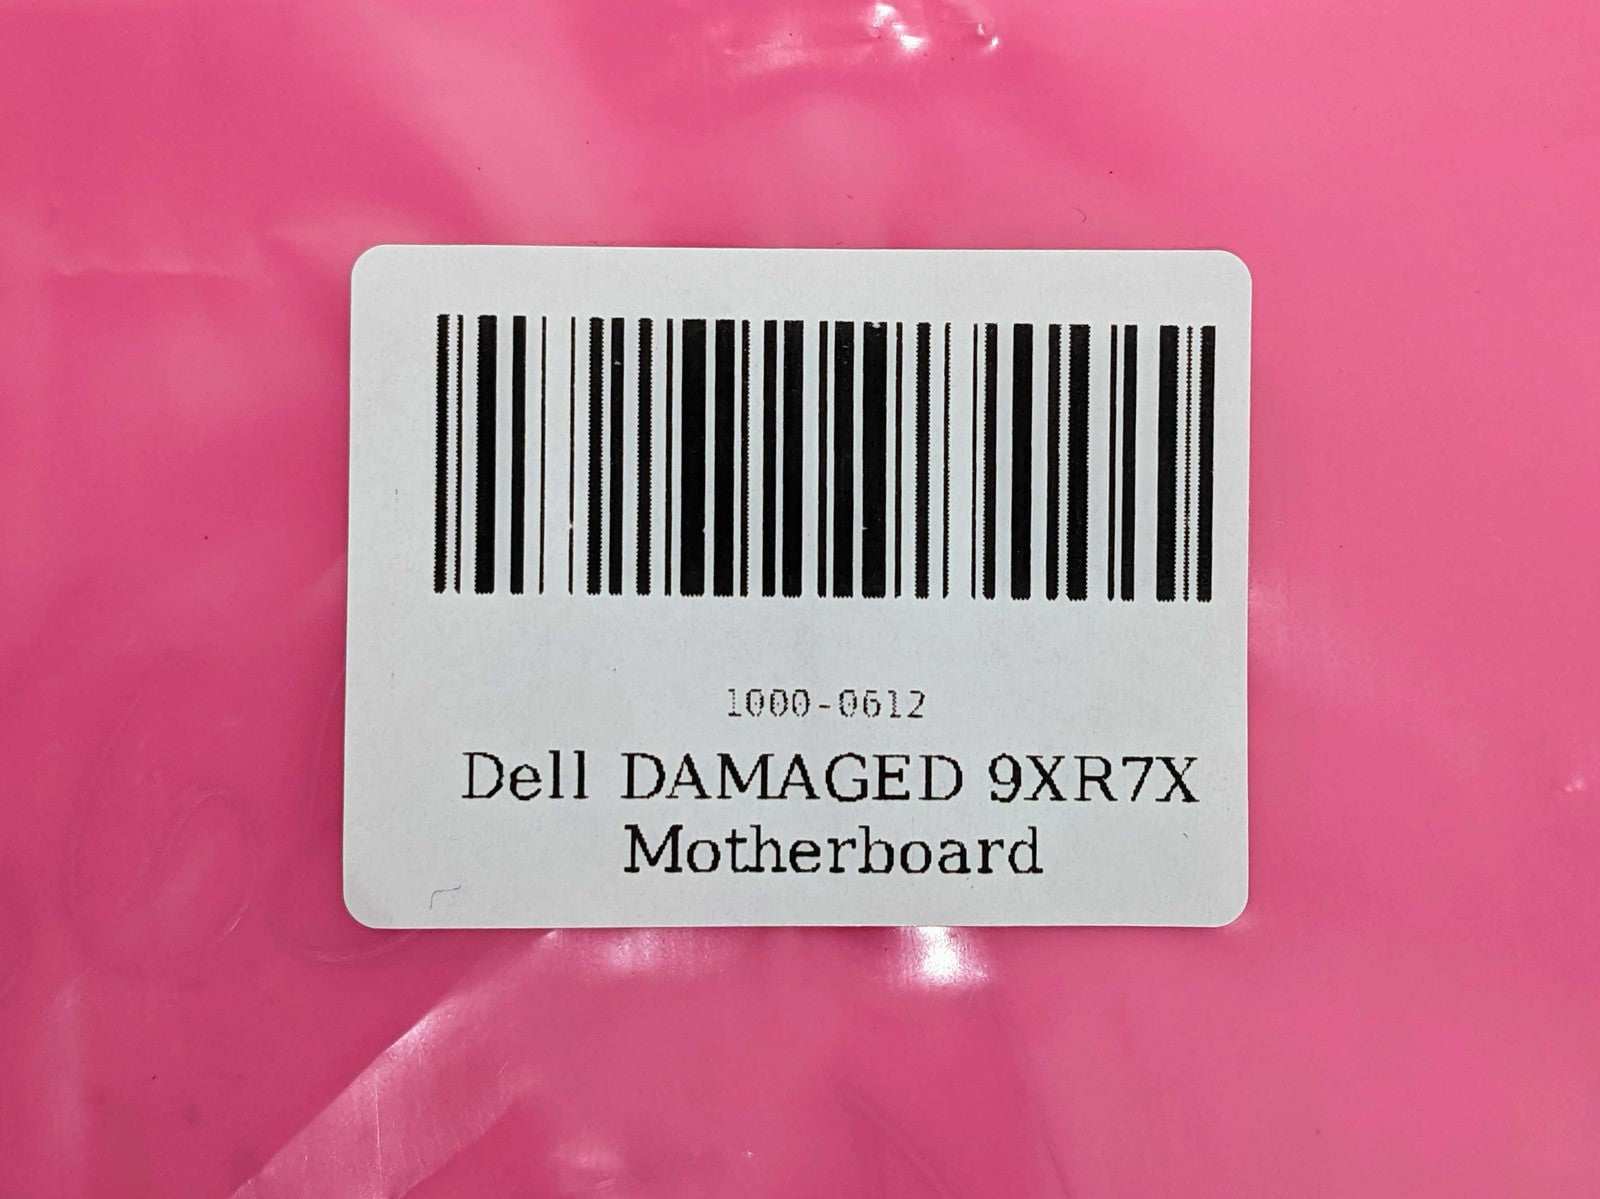 1000-0612
Dell DAMAGED 9XR7X
Motherboard